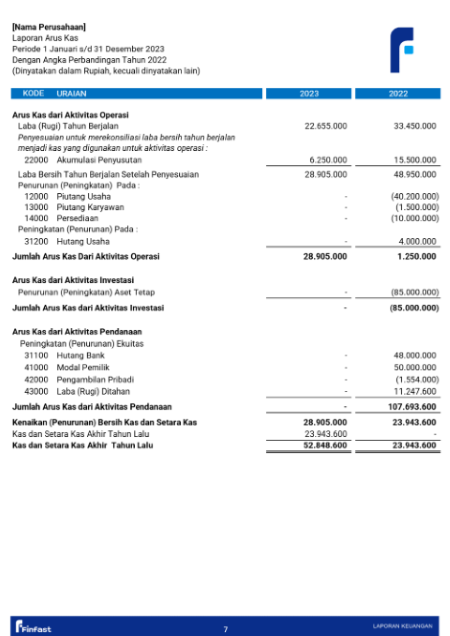 [Nama Perusahaan]
Laporan Arus Kas
Periode 1 Januari s/d 31 Desember 2023
Dengan Angka Perbandingan Tahun 2022
(Dinyatakan dalam Rupiah, kecuali dinyatakan lain)
KODE URAIAN 2023 2022
Arus Kas dari Aktivitas Operasi
Laba (Rugi) Tahun Berjalan 22.655.000 33.450.000
Penyesuaian untuk merekonsiliasi laba bersih tahun berjalan
menjadi kas yang digunakan untuk aktivitas operasi :
22000 Akumulasi Penyusutan 6.250.000 15.500.000
Laba Bersih Tahun Berjalan Setelah Penyesuaian 28.905.000 48.950.000
Penurunan (Peningkatan) Pada :
12000 Piutang Usaha - (40.200.000)
13000 Piutang Karyawan - (1.500.000)
14000 Persediaan - (10.000.000)
Peningkatan (Penurunan) Pada :
31200 Hutang Usaha - 4.000.000
Jumlah Arus Kas Dari Aktivitas Operasi 28.905.000 1.250.000
Arus Kas dari Aktivitas Investasi
Penurunan (Peningkatan) Aset Tetap - (85.000.000)
Jumlah Arus Kas dari Aktivitas Investasi - (85.000.000)
Arus Kas dari Aktivitas Pendanaan
Peningkatan (Penurunan) Ekuitas
31100 Hutang Bank - 48.000.000
41000 Modal Pemilik - 50.000.000
42000 Pengambilan Pribadi - (1.554.000)
43000 Laba (Rugi) Ditahan - 11.247.600
Jumlah Arus Kas dari Aktivitas Pendanaan - 107.693.600
Kenaikan (Penurunan) Bersih Kas dan Setara Kas 28.905.000 23.943.600
Kas dan Setara Kas Akhir Tahun Lalu 23.943.600 -
Kas dan Setara Kas Akhir Tahun Lalu 52.848.600 23.943.600
Finfast 7 LAPORAN KEUANGAN